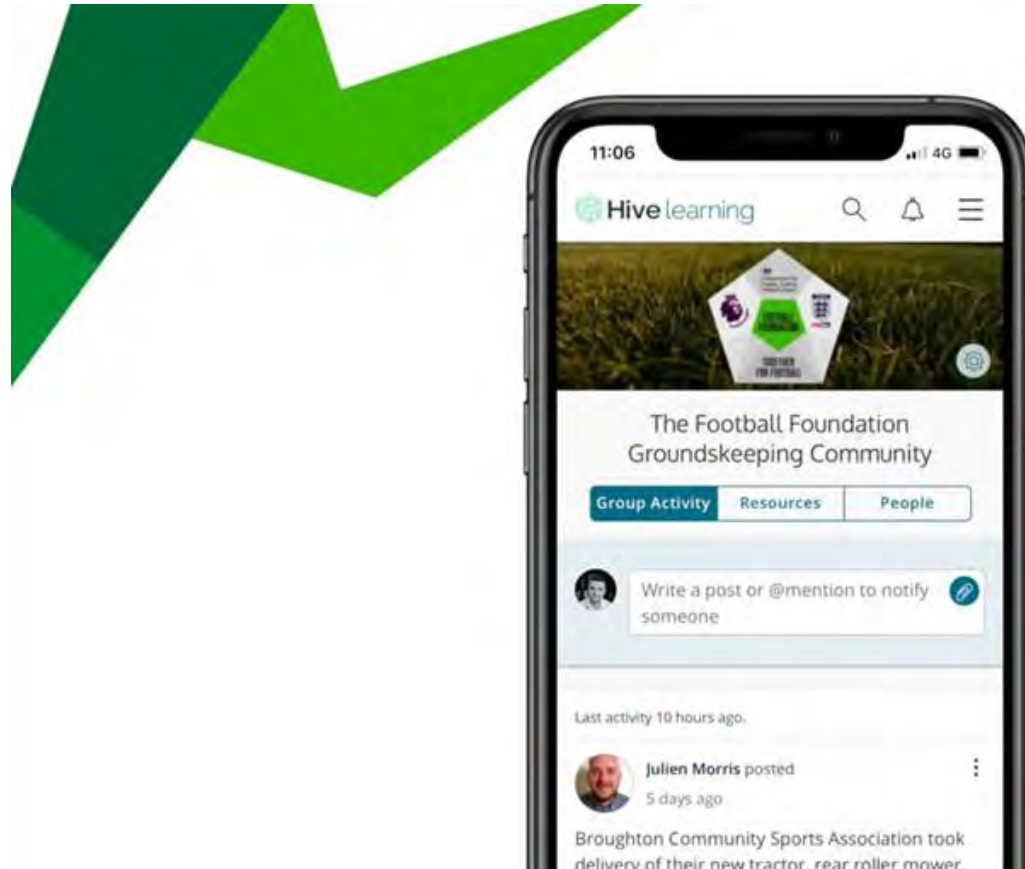 11:06
4G
Hive learning
FOOTBALL
FOUNDATION
TOGETHER
FOR FOOTBALL
The Football Foundation
Groundskeeping Community
Group Activity
Resources
People
Write a post or @mention to notify
someone
Last activity 10 hours ago.
Julien Morris posted
5 days ago
Broughton Community Sports Association took
delivery of their new tractor, rear roller mower,